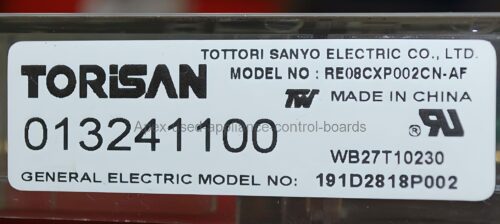 TOTTORI SANYO ELECTRIC CO., LTD.
TORiSAN
MODEL NO : RE08CXP002CN-AF
MADE IN CHINA
013241100
Apex-used-appliance-control-boards
WB27T10230
GENERAL ELECTRIC MODEL NO: 191D2818P002